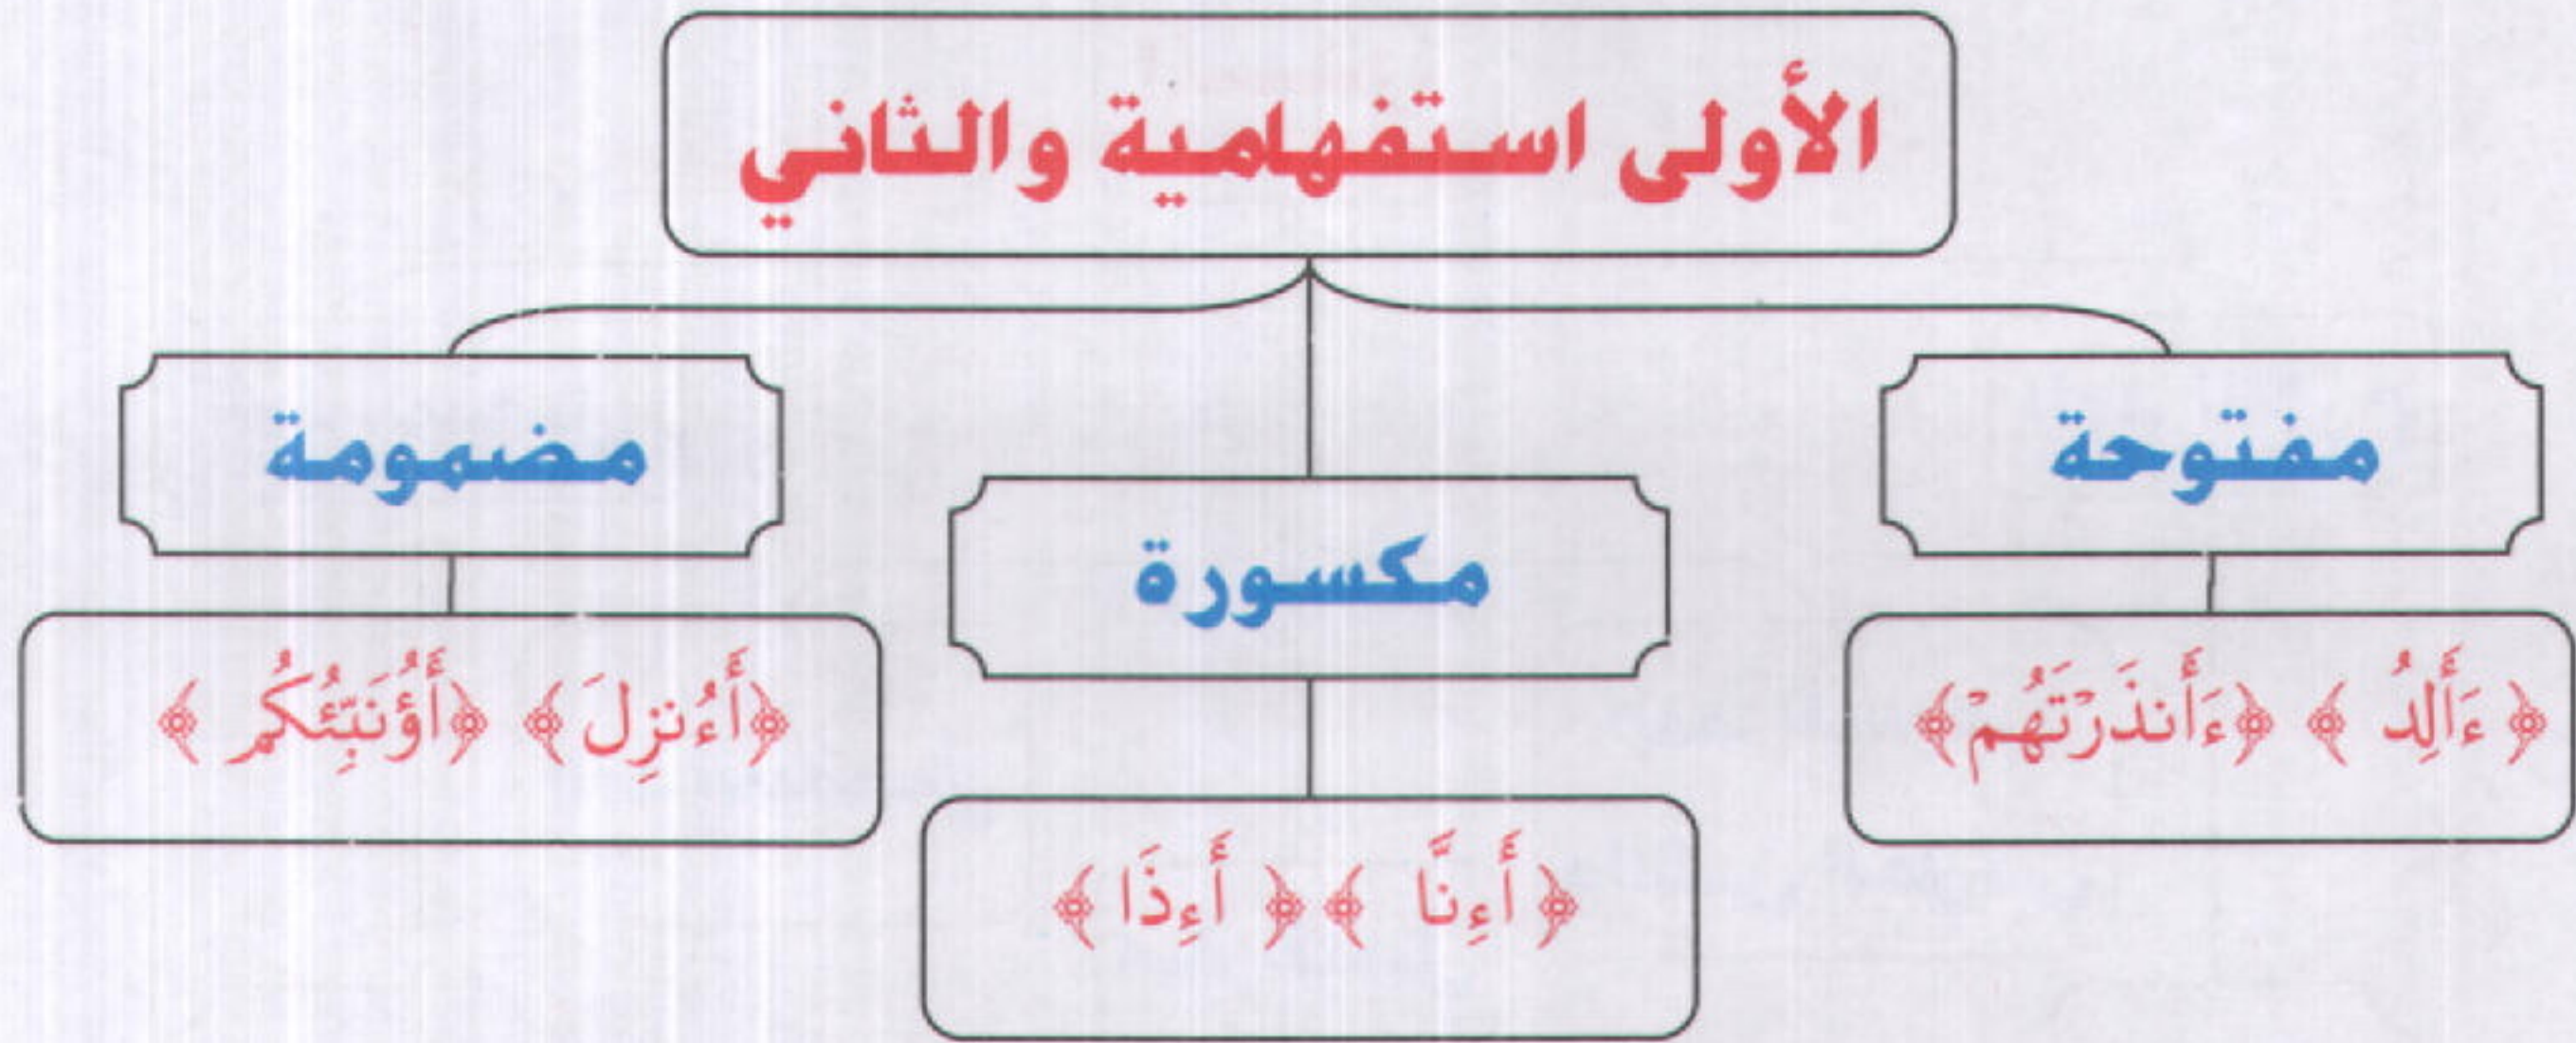 الأولى استفهامية والثاني
مفتوحة
مكسورة
مضمومة
﴿ءَأَلِدُ﴾ ﴿ءَأَنذَرۡتَهُمۡ﴾
﴿أَءِنَّا﴾ ﴿أَءِذَا﴾
﴿أَءُنزِلَ﴾ ﴿أَؤُنَبِّئُكُم﴾